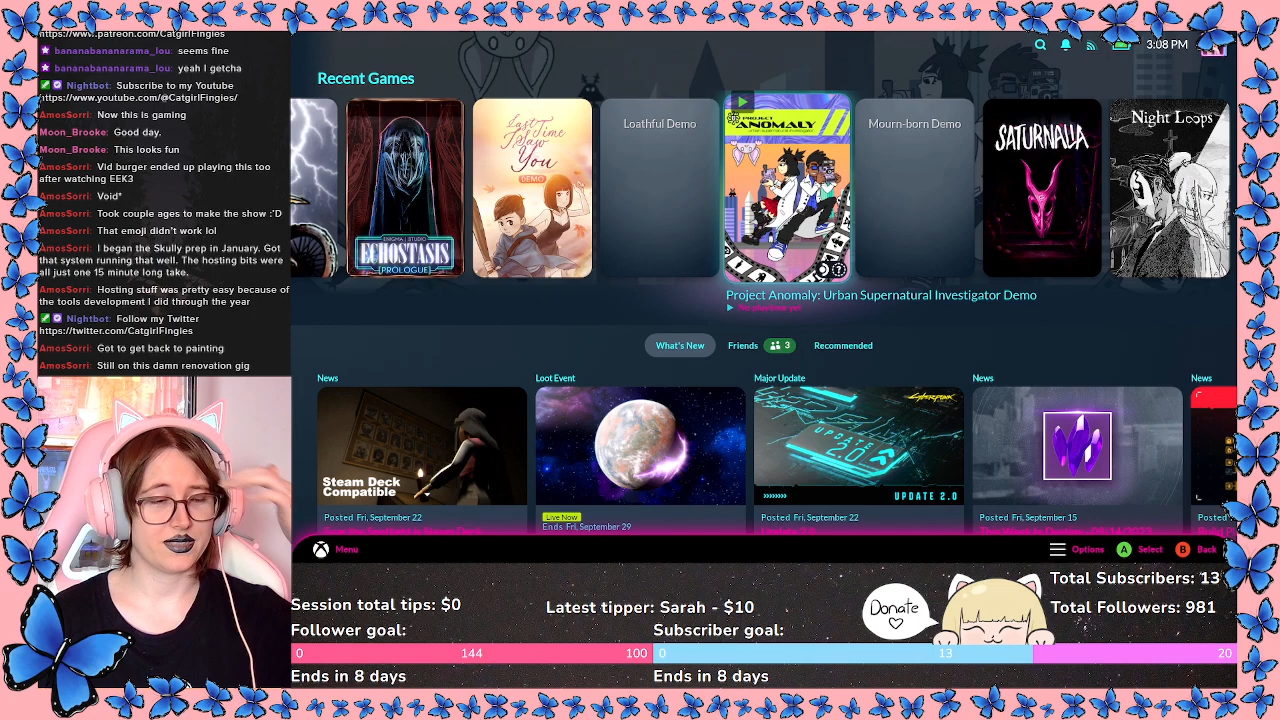 https://www.patreon.com/CatgirlFingies
bananabananarama_lou: seems fine
bananabananarama_lou: yeah I getcha
Nightbot: Subscribe to my Youtube
https://www.youtube.com/@CatgirlFingies/
AmosSorri: Now this is gaming
Moon_Brooke: Good day.
Moon_Brooke: This looks fun
AmosSorri: Vid burger ended up playing this too
after watching EEK3
AmosSorri: Void*
AmosSorri: Took couple ages to make the show :'D
AmosSorri: That emoji didn't work lol
AmosSorri: I began the Skully prep in January. Got
that system running that well. The hosting bits were
all just one 15 minute long take.
AmosSorri: Hosting stuff was pretty easy because of
the tools development I did through the year
Nightbot: Follow my Twitter
https://twitter.com/CatgirlFingies
AmosSorri: Got to get back to painting
AmosSorri: Still on this damn renovation gig
3:08 PM
Recent Games
ENIGMA STUDIO
ECHOSTASIS
PROLOGUE
Last Time I Saw You
DEMO
Loathful Demo
PROJECT
ANOMALY
urban supernatural investigator
Mourn-born Demo
SATURNALIA
Night Loops
Project Anomaly: Urban Supernatural Investigator Demo
What's New
Friends 3
Recommended
News
Loot Event
Major Update
News
News
Steam Deck
Compatible
CYBERPUNK
UPDATE 2.0
UPDATE 2.0
Posted Fri, September 22
Live Now
Ends Fri, September 29
Posted Fri, September 22
Posted Fri, September 15
Posted
Menu
Options
A Select
B Back
Session total tips: $0
Latest tipper: Sarah - $10
Donate
Total Subscribers: 13
Total Followers: 981
Follower goal:
Subscriber goal:
0 144 100
0 13 20
Ends in 8 days
Ends in 8 days